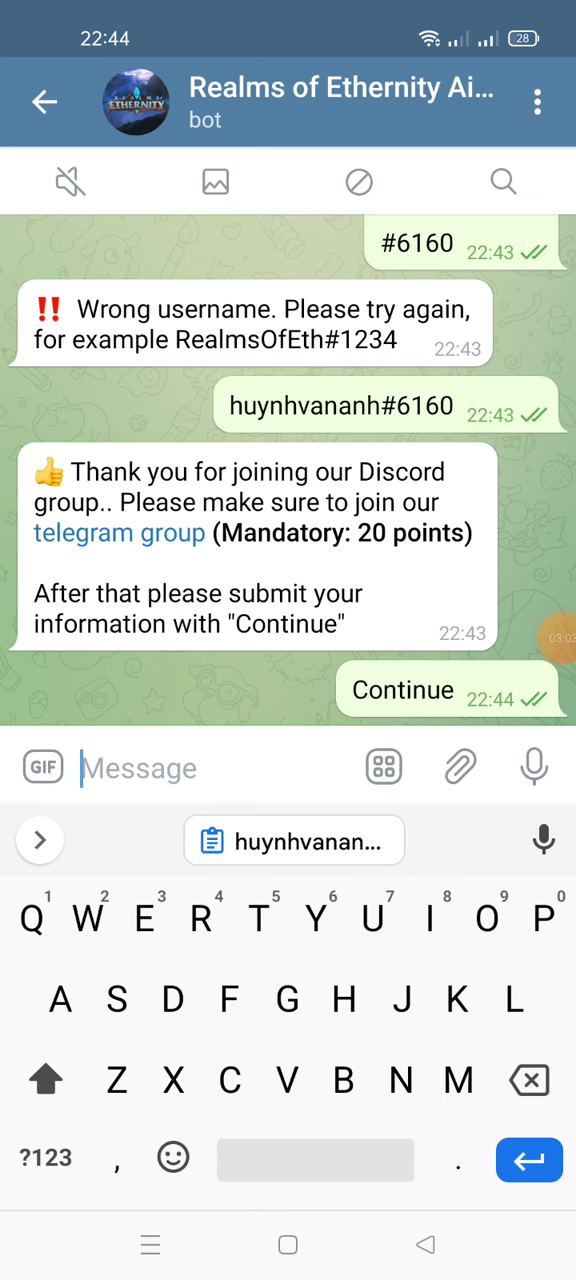 22:44
28
Realms of Ethernity Ai...
ETHERNITY
bot
#6160 22:43
‼ Wrong username. Please try again,
for example RealmsOfEth#1234 22:43
huynhvananh#6160 22:43
👍 Thank you for joining our Discord
group.. Please make sure to join our
telegram group (Mandatory: 20 points)
After that please submit your
information with "Continue" 22:43
03:03
Continue 22:44
GIF Message
huynhvanan...
1 2 3 4 5 6 7 8 9 0
Q W E R T Y U I O P
A S D F G H J K L
Z X C V B N M
?123 , .